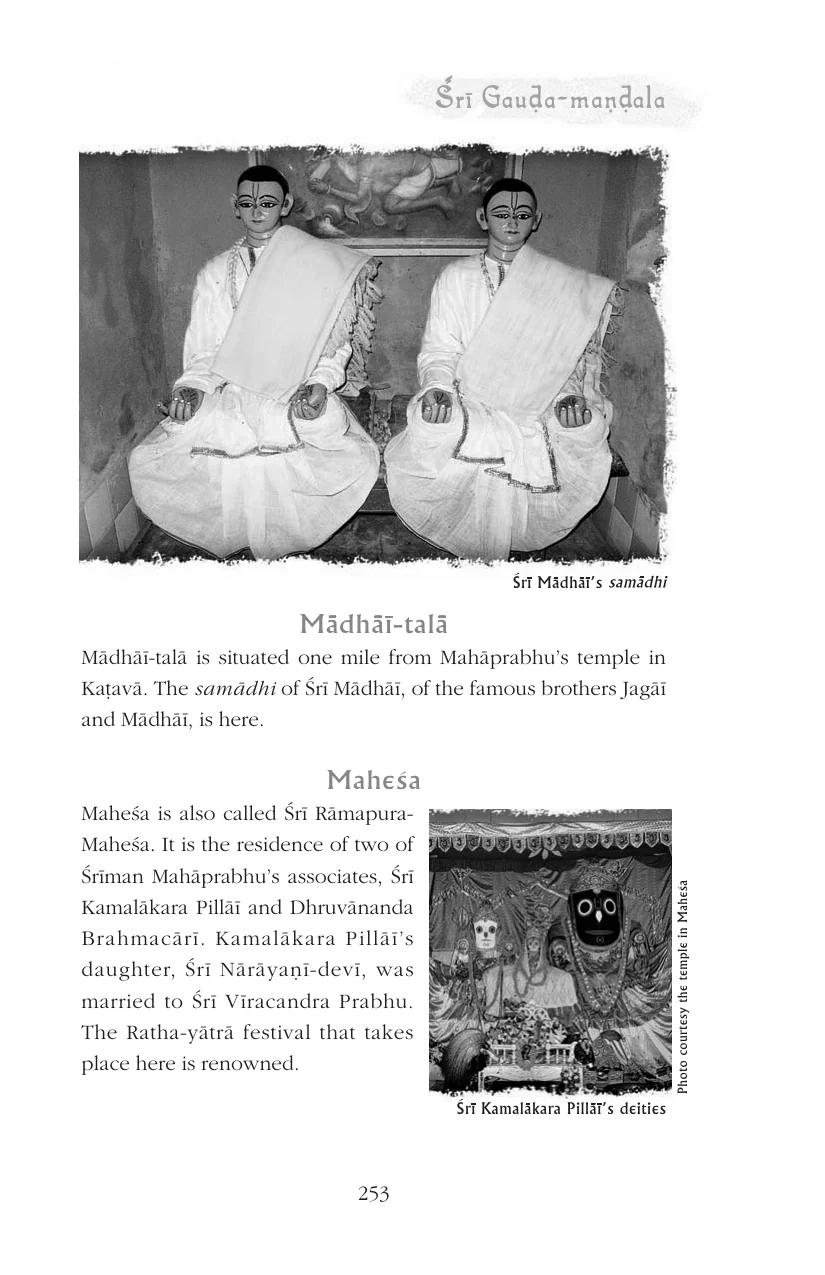 Śrī Gauḍa-maṇḍala
Śrī Mādhāī’s samādhi
Mādhāī-talā
Mādhāī-talā is situated one mile from Mahāprabhu’s temple in
Kaṭavā. The samādhi of Śrī Mādhāī, of the famous brothers Jagāī
and Mādhāī, is here.
Maheśa
Maheśa is also called Śrī Rāmapura-
Maheśa. It is the residence of two of
Śrīman Mahāprabhu’s associates, Śrī
Kamalākara Pillāī and Dhruvānanda
Brahmacārī. Kamalākara Pillāī’s
daughter, Śrī Nārāyaṇī-devī, was
married to Śrī Vīracandra Prabhu.
The Ratha-yātrā festival that takes
place here is renowned.
Photo courtesy the temple in Maheśa
Śrī Kamalākara Pillāī’s deities
253